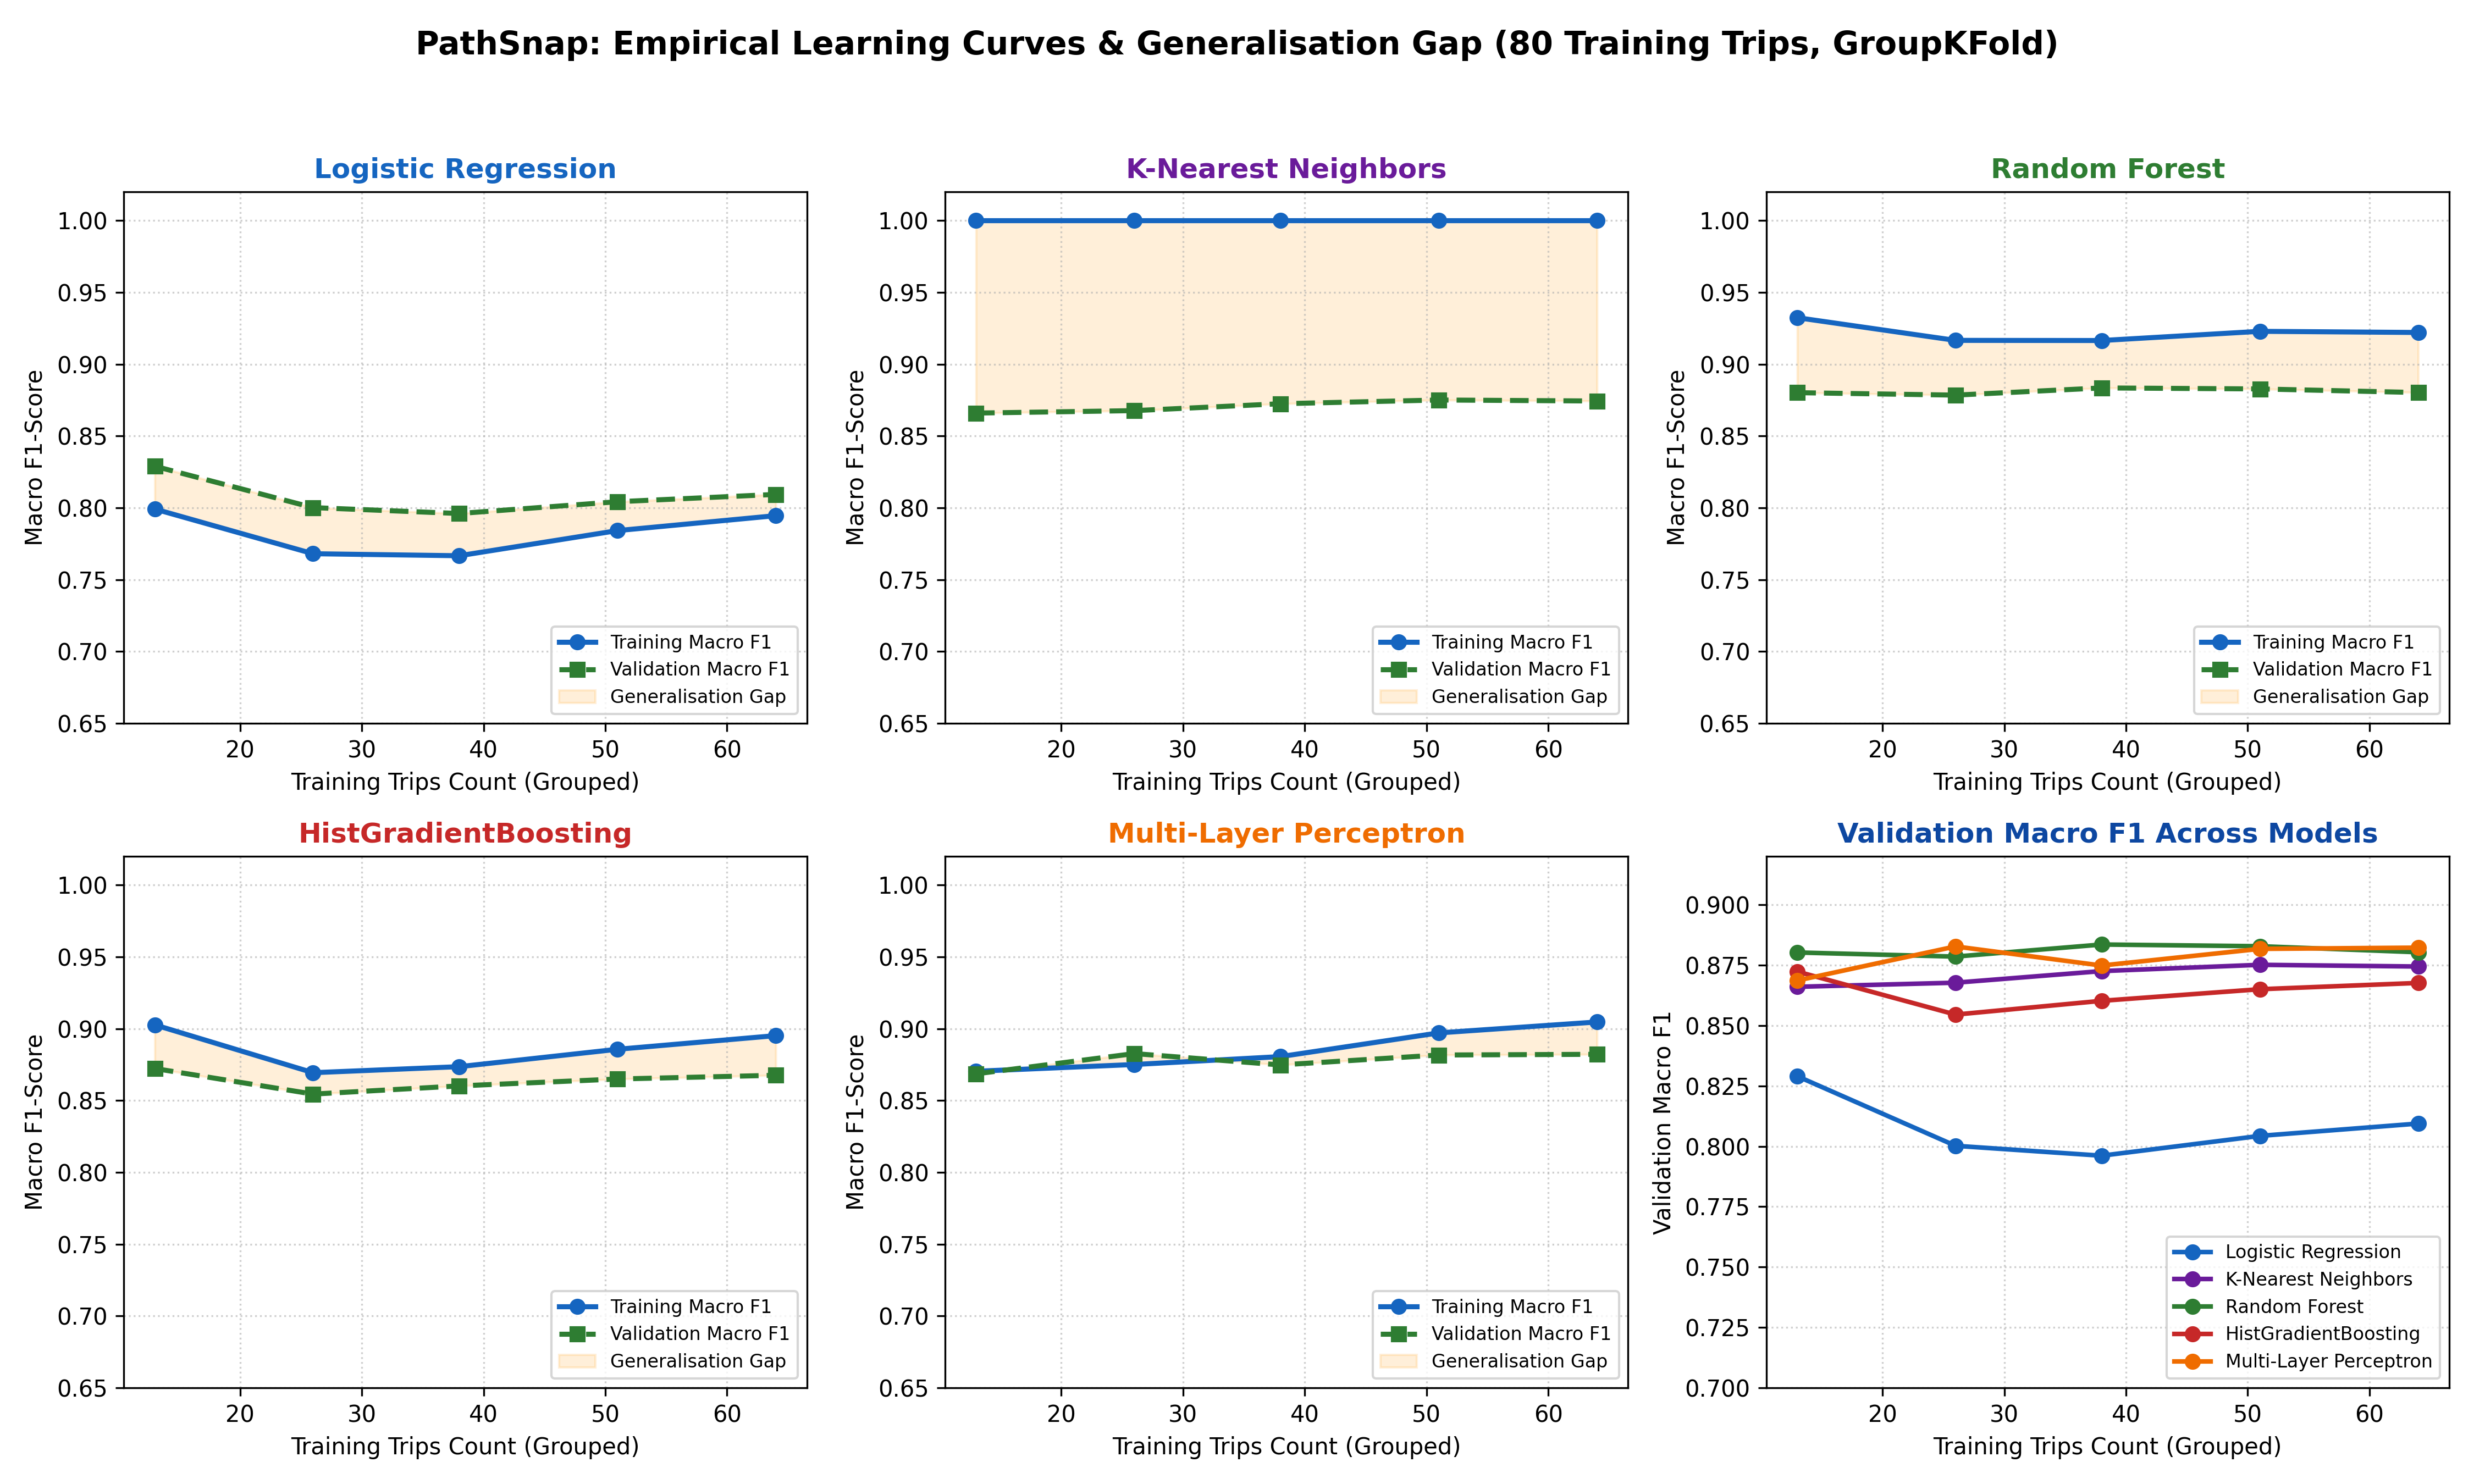 PathSnap: Empirical Learning Curves & Generalisation Gap (80 Training Trips, GroupKFold)
Logistic Regression
1.00
0.95
0.90
0.85
0.80
0.75
0.70
0.65
Macro F1-Score
20 30 40 50 60
Training Trips Count (Grouped)
Training Macro F1
Validation Macro F1
Generalisation Gap
K-Nearest Neighbors
1.00
0.95
0.90
0.85
0.80
0.75
0.70
0.65
Macro F1-Score
20 30 40 50 60
Training Trips Count (Grouped)
Training Macro F1
Validation Macro F1
Generalisation Gap
Random Forest
1.00
0.95
0.90
0.85
0.80
0.75
0.70
0.65
Macro F1-Score
20 30 40 50 60
Training Trips Count (Grouped)
Training Macro F1
Validation Macro F1
Generalisation Gap
HistGradientBoosting
1.00
0.95
0.90
0.85
0.80
0.75
0.70
0.65
Macro F1-Score
20 30 40 50 60
Training Trips Count (Grouped)
Training Macro F1
Validation Macro F1
Generalisation Gap
Multi-Layer Perceptron
1.00
0.95
0.90
0.85
0.80
0.75
0.70
0.65
Macro F1-Score
20 30 40 50 60
Training Trips Count (Grouped)
Training Macro F1
Validation Macro F1
Generalisation Gap
Validation Macro F1 Across Models
0.900
0.875
0.850
0.825
0.800
0.775
0.750
0.725
0.700
Validation Macro F1
20 30 40 50 60
Training Trips Count (Grouped)
Logistic Regression
K-Nearest Neighbors
Random Forest
HistGradientBoosting
Multi-Layer Perceptron